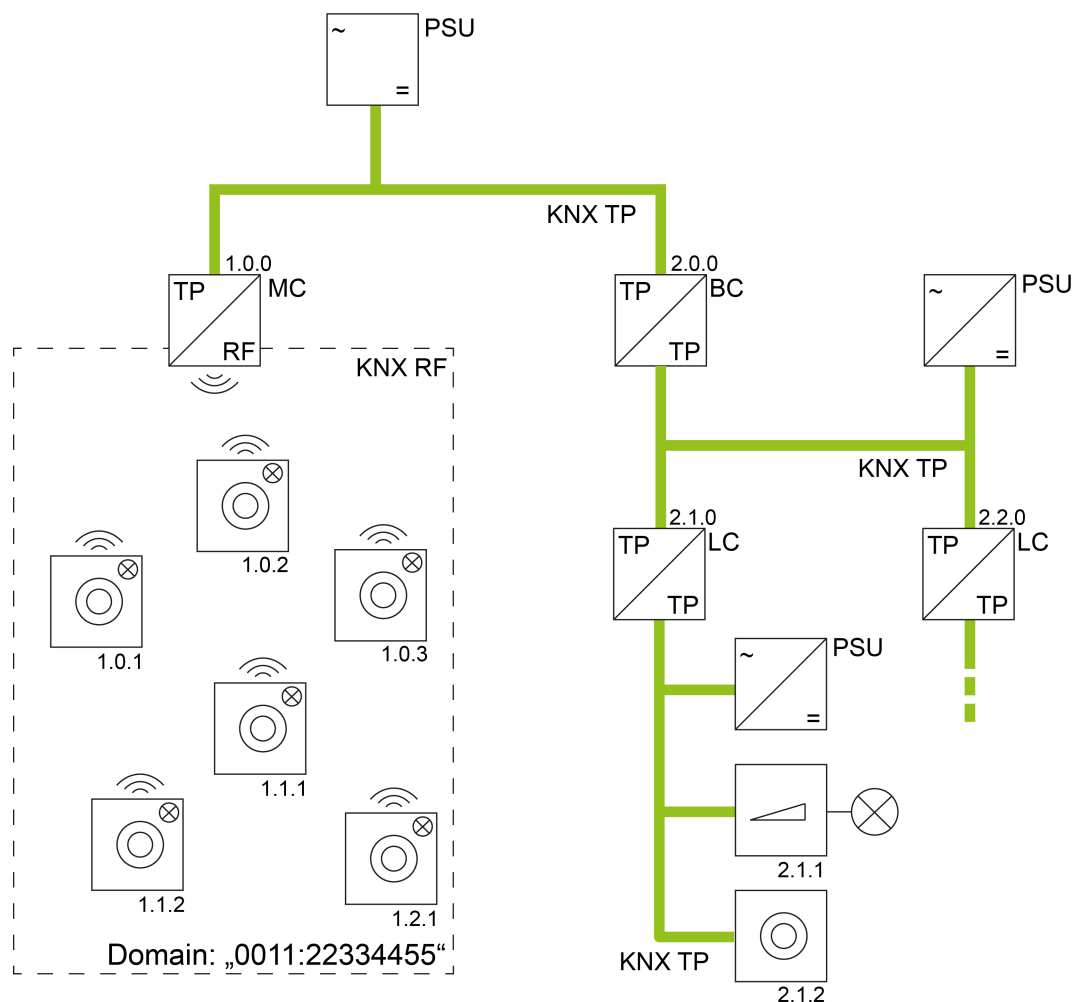 ~
=
PSU
KNX TP
1.0.0
TP
RF
MC
2.0.0
TP
TP
BC
~
=
PSU
KNX RF
KNX TP
1.0.2
1.0.1
1.0.3
1.1.1
1.1.2
1.2.1
Domain: „0011:22334455“
2.1.0
TP
TP
LC
2.2.0
TP
TP
LC
~
=
PSU
2.1.1
KNX TP
2.1.2